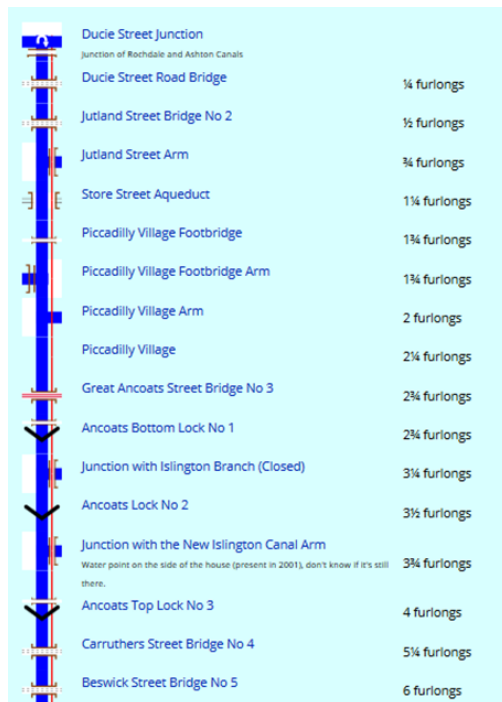 Ducie Street Junction
Junction of Rochdale and Ashton Canals
Ducie Street Road Bridge ¼ furlongs
Jutland Street Bridge No 2 ½ furlongs
Jutland Street Arm ¾ furlongs
Store Street Aqueduct 1¼ furlongs
Piccadilly Village Footbridge 1¾ furlongs
Piccadilly Village Footbridge Arm 1¾ furlongs
Piccadilly Village Arm 2 furlongs
Piccadilly Village 2¼ furlongs
Great Ancoats Street Bridge No 3 2¾ furlongs
Ancoats Bottom Lock No 1 2¾ furlongs
Junction with Islington Branch (Closed) 3¼ furlongs
Ancoats Lock No 2 3½ furlongs
Junction with the New Islington Canal Arm
Water point on the side of the house (present in 2001), don't know if it's still 3¾ furlongs
there.
Ancoats Top Lock No 3 4 furlongs
Carruthers Street Bridge No 4 5¼ furlongs
Beswick Street Bridge No 5 6 furlongs